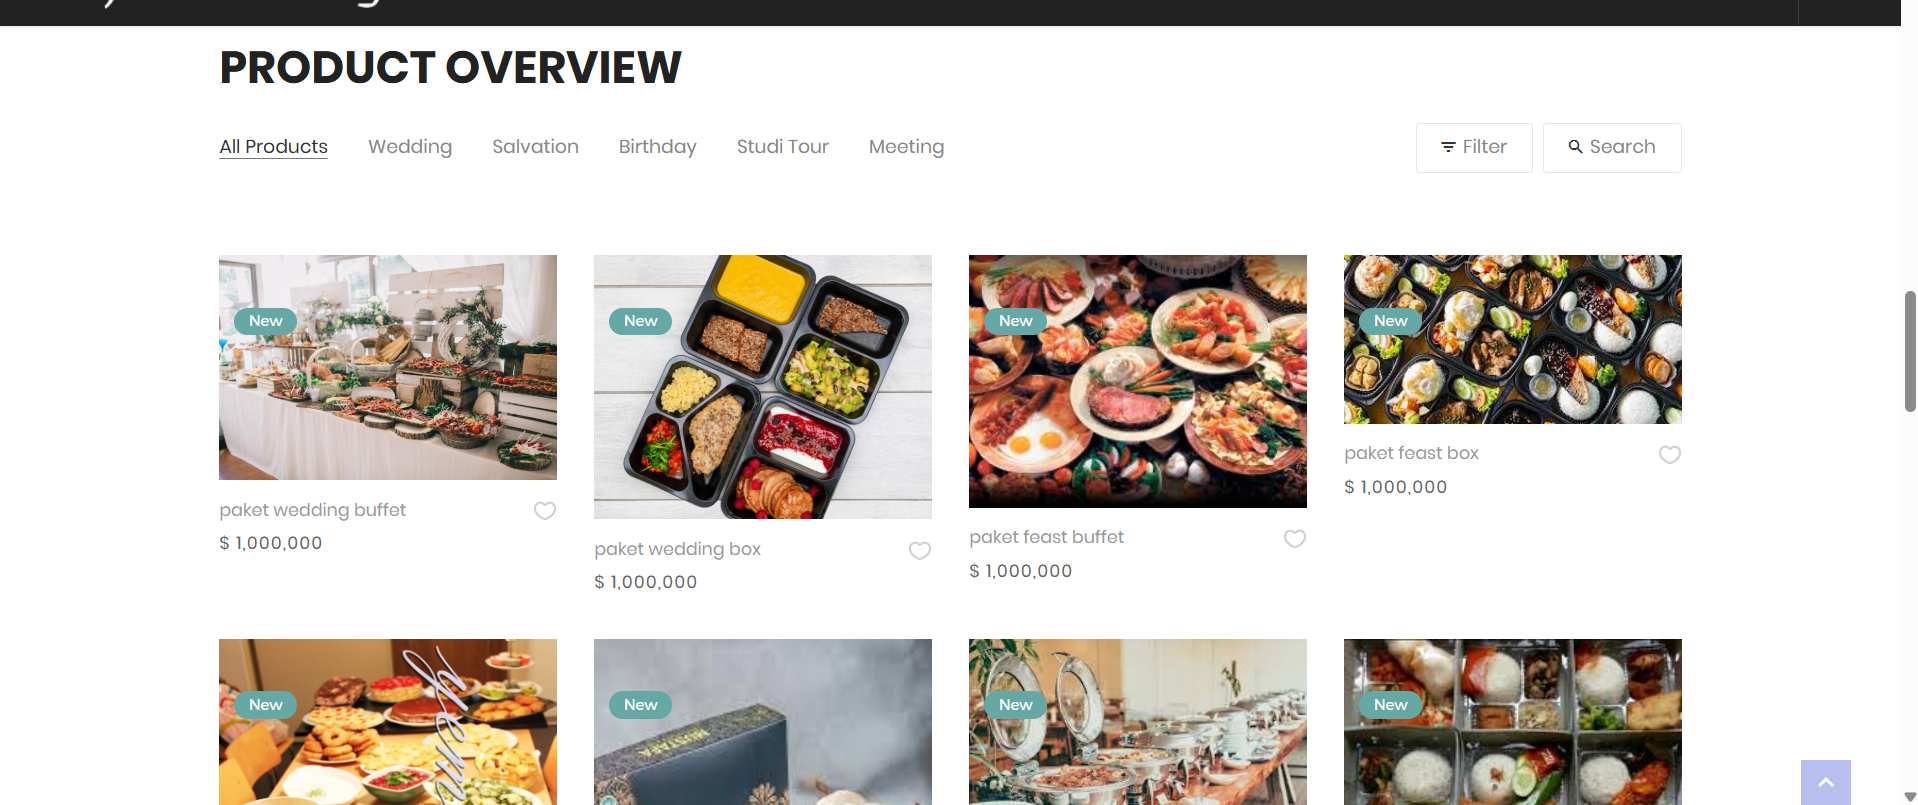 PRODUCT OVERVIEW
All Products Wedding Salvation Birthday Studi Tour Meeting Filter Search
New New New New
paket wedding buffet
$ 1,000,000
paket wedding box
$ 1,000,000
paket feast buffet
$ 1,000,000
paket feast box
$ 1,000,000
New New New New